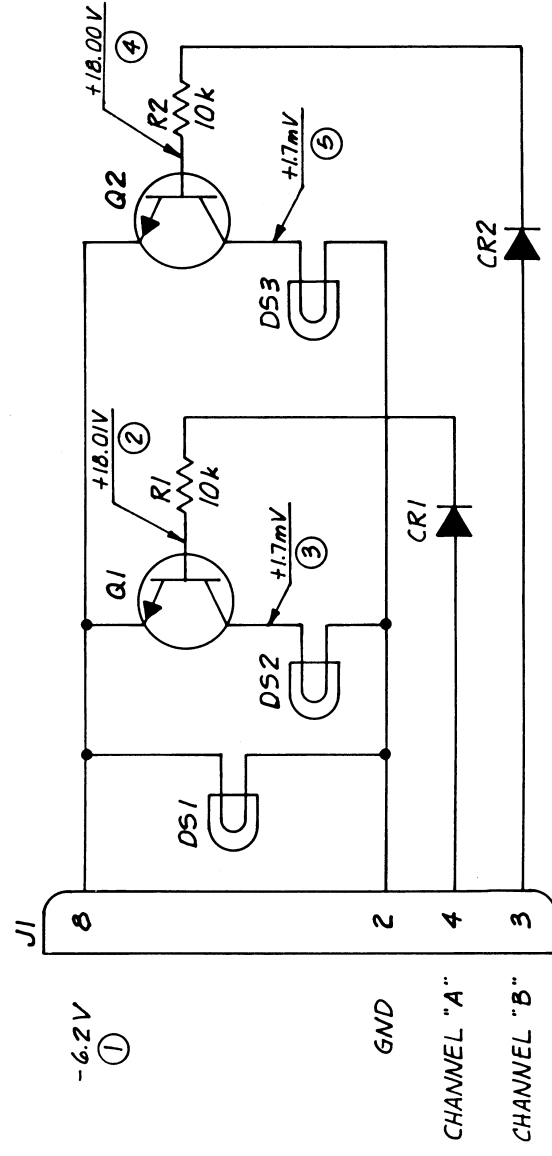 J1
-6.2V
①
8
GND
2
CHANNEL "A"
4
CHANNEL "B"
3
DS1
Q1
+18.01V
②
R1
10k
+1.7mV
③
DS2
CR1
Q2
+18.00V
④
R2
10k
+1.7mV
⑤
DS3
CR2